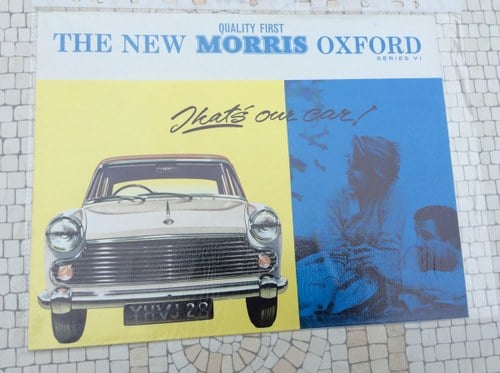 QUALITY FIRST
THE NEW MORRIS OXFORD
SERIES VI
That's our car!
YHVJ 28